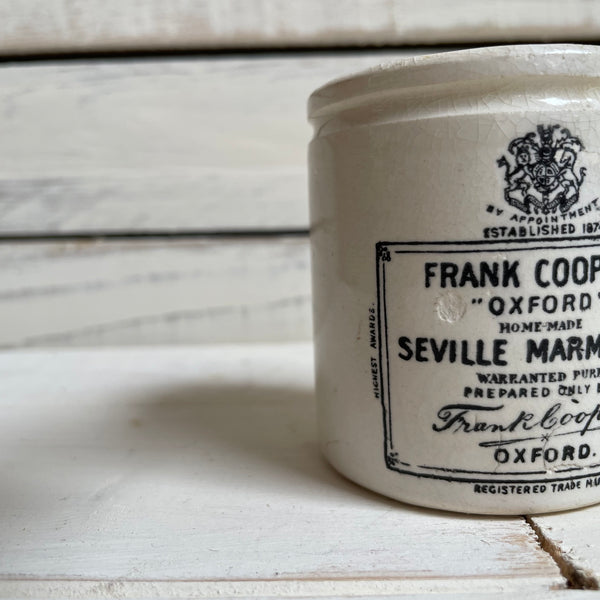 BY APPOINTMENT
ESTABLISHED 187
HIGHEST AWARDS.
FRANK COOP
"OXFORD"
HOME-MADE
SEVILLE MARM
WARRANTED PUR
PREPARED ONLY B
Frank Coop
OXFORD.
REGISTERED TRADE MA